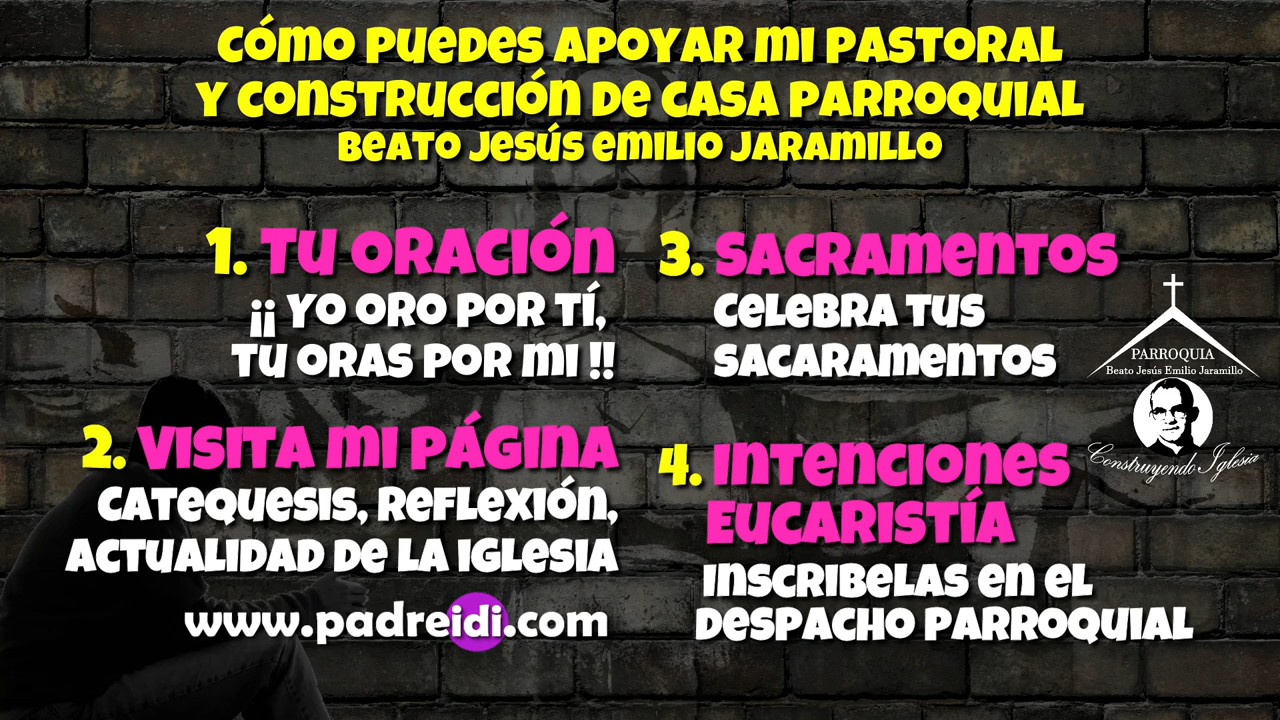 CÓMO PUEDES APOYAR MI PASTORAL
Y CONSTRUCCIÓN DE CASA PARROQUIAL
BEATO JESÚS EMILIO JARAMILLO
1. TU ORACIÓN
¡¡ YO ORO POR TÍ,
TU ORAS POR MI !!
2. VISITA MI PÁGINA
CATEQUESIS, REFLEXIÓN,
ACTUALIDAD DE LA IGLESIA
www.padreidi.com
3. SACRAMENTOS
CELEBRA TUS
SACARAMENTOS
4. INTENCIONES
EUCARISTÍA
INSCRIBELAS EN EL
DESPACHO PARROQUIAL
PARROQUIA
Beato Jesús Emilio Jaramillo
Construyendo Iglesia